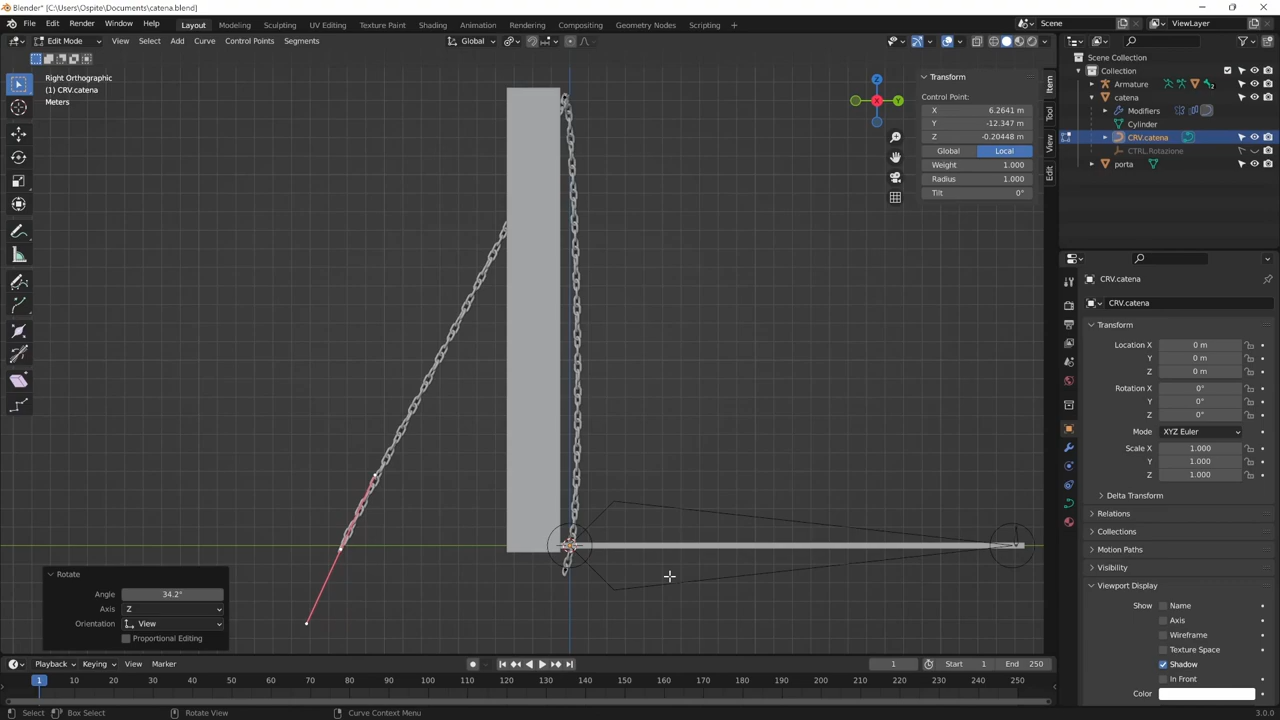 Blender* [C:\Users\Ospite\Documents\catena.blend]
File Edit Render Window Help Layout Modeling Sculpting UV Editing Texture Paint Shading Animation Rendering Compositing Geometry Nodes Scripting + Scene ViewLayer
Edit Mode View Select Add Curve Control Points Segments Global
Right Orthographic
(1) CRV.catena
Meters
Z
Y
X
Transform
Control Point:
X 6.2641 m
Y -12.347 m
Z -0.20448 m
Global Local
Weight 1.000
Radius 1.000
Tilt 0°
Item
Tool
View
Edit
Scene Collection
Collection
Armature 2
catena
Modifiers
Cylinder
CRV.catena
CTRL.Rotazione
porta
CRV.catena
CRV.catena
Transform
Location X 0 m
Y 0 m
Z 0 m
Rotation X 0°
Y 0°
Z 0°
Mode XYZ Euler
Scale X 1.000
Y 1.000
Z 1.000
Delta Transform
Relations
Collections
Motion Paths
Visibility
Viewport Display
Show Name
Axis
Wireframe
Texture Space
Shadow
In Front
Color
Rotate
Angle 34.2°
Axis Z
Orientation View
Proportional Editing
Playback Keying View Marker 1 Start 1 End 250
1 10 20 30 40 50 60 70 80 90 100 110 120 130 140 150 160 170 180 190 200 210 220 230 240 250
Select Box Select Rotate View Curve Context Menu 3.0.0